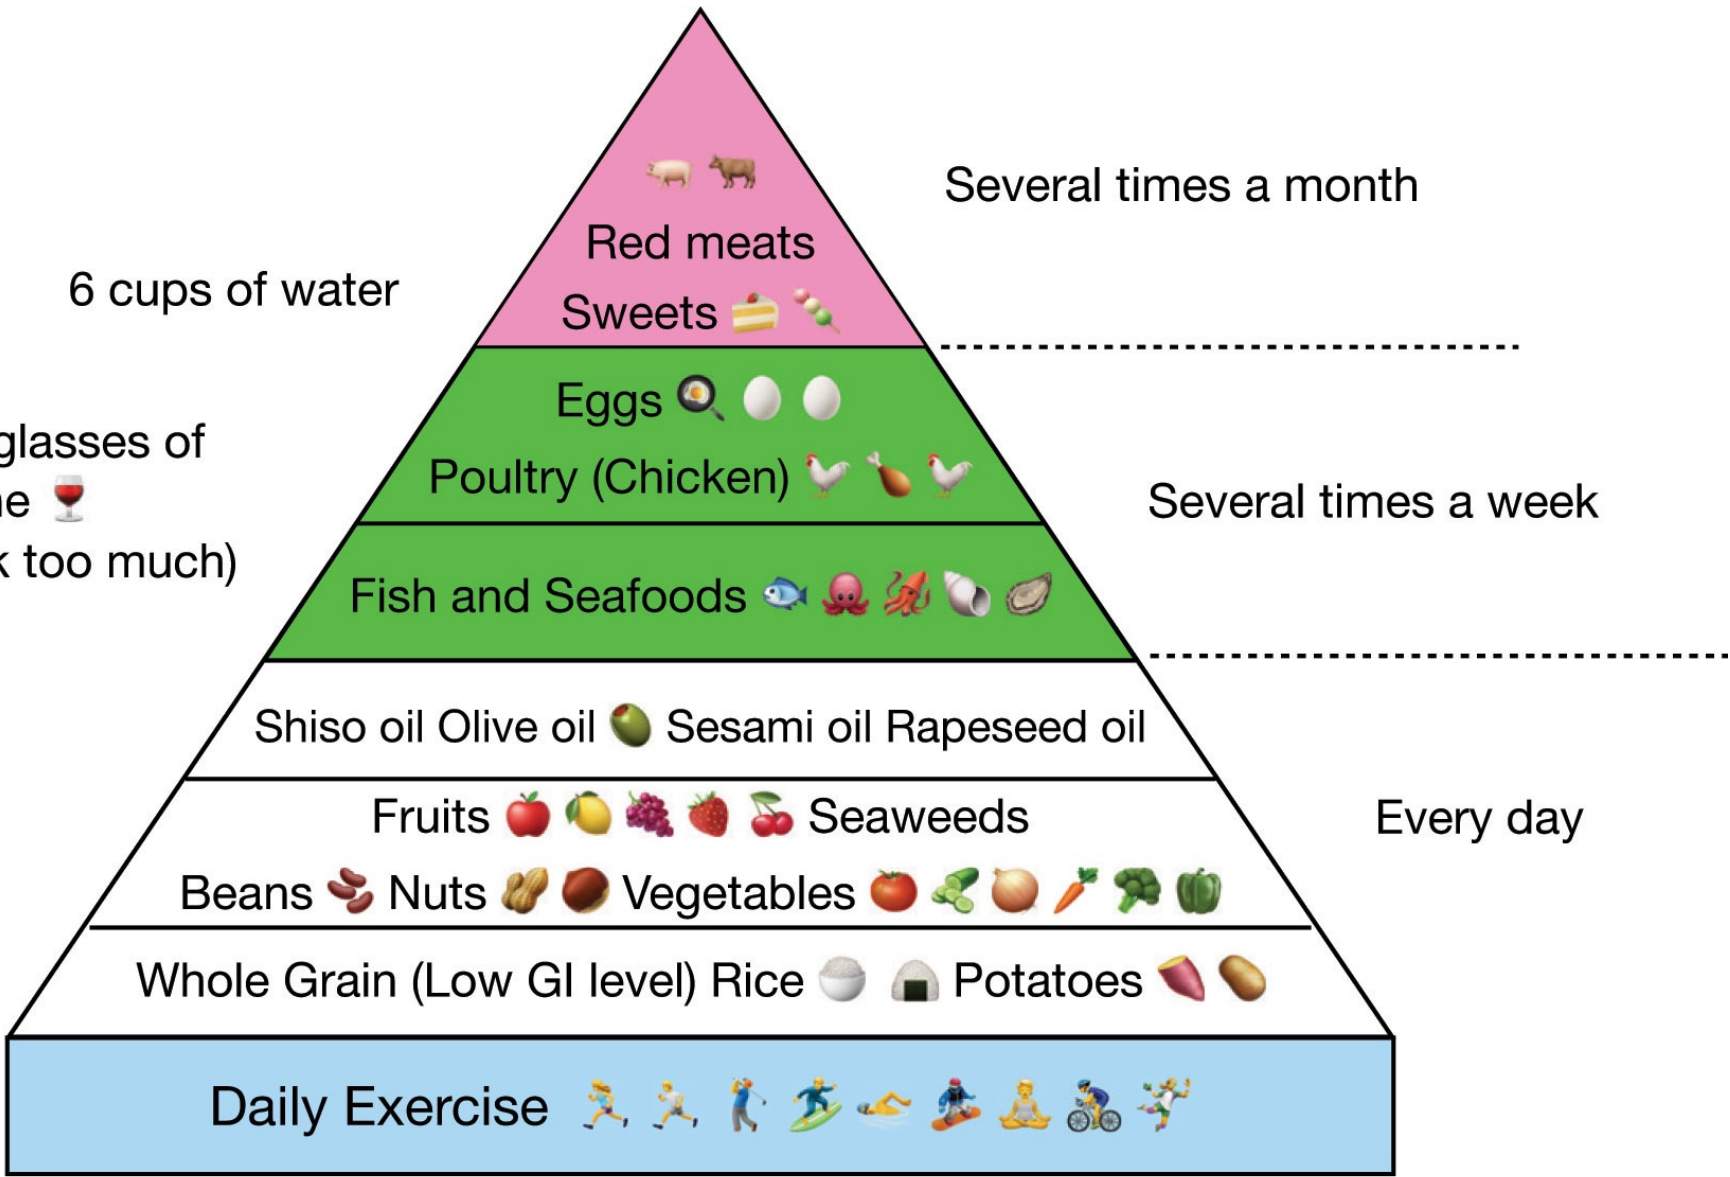 Several times a month
Red meats
6 cups of water
Sweets
Eggs
glasses of
Poultry (Chicken)
Several times a week
too much)
Fish and Seafoods
Shiso oil Olive oil Sesami oil Rapeseed oil
Fruits Seaweeds
Every day
Beans Nuts Vegetables
Whole Grain (Low GI level) Rice Potatoes
Daily Exercise